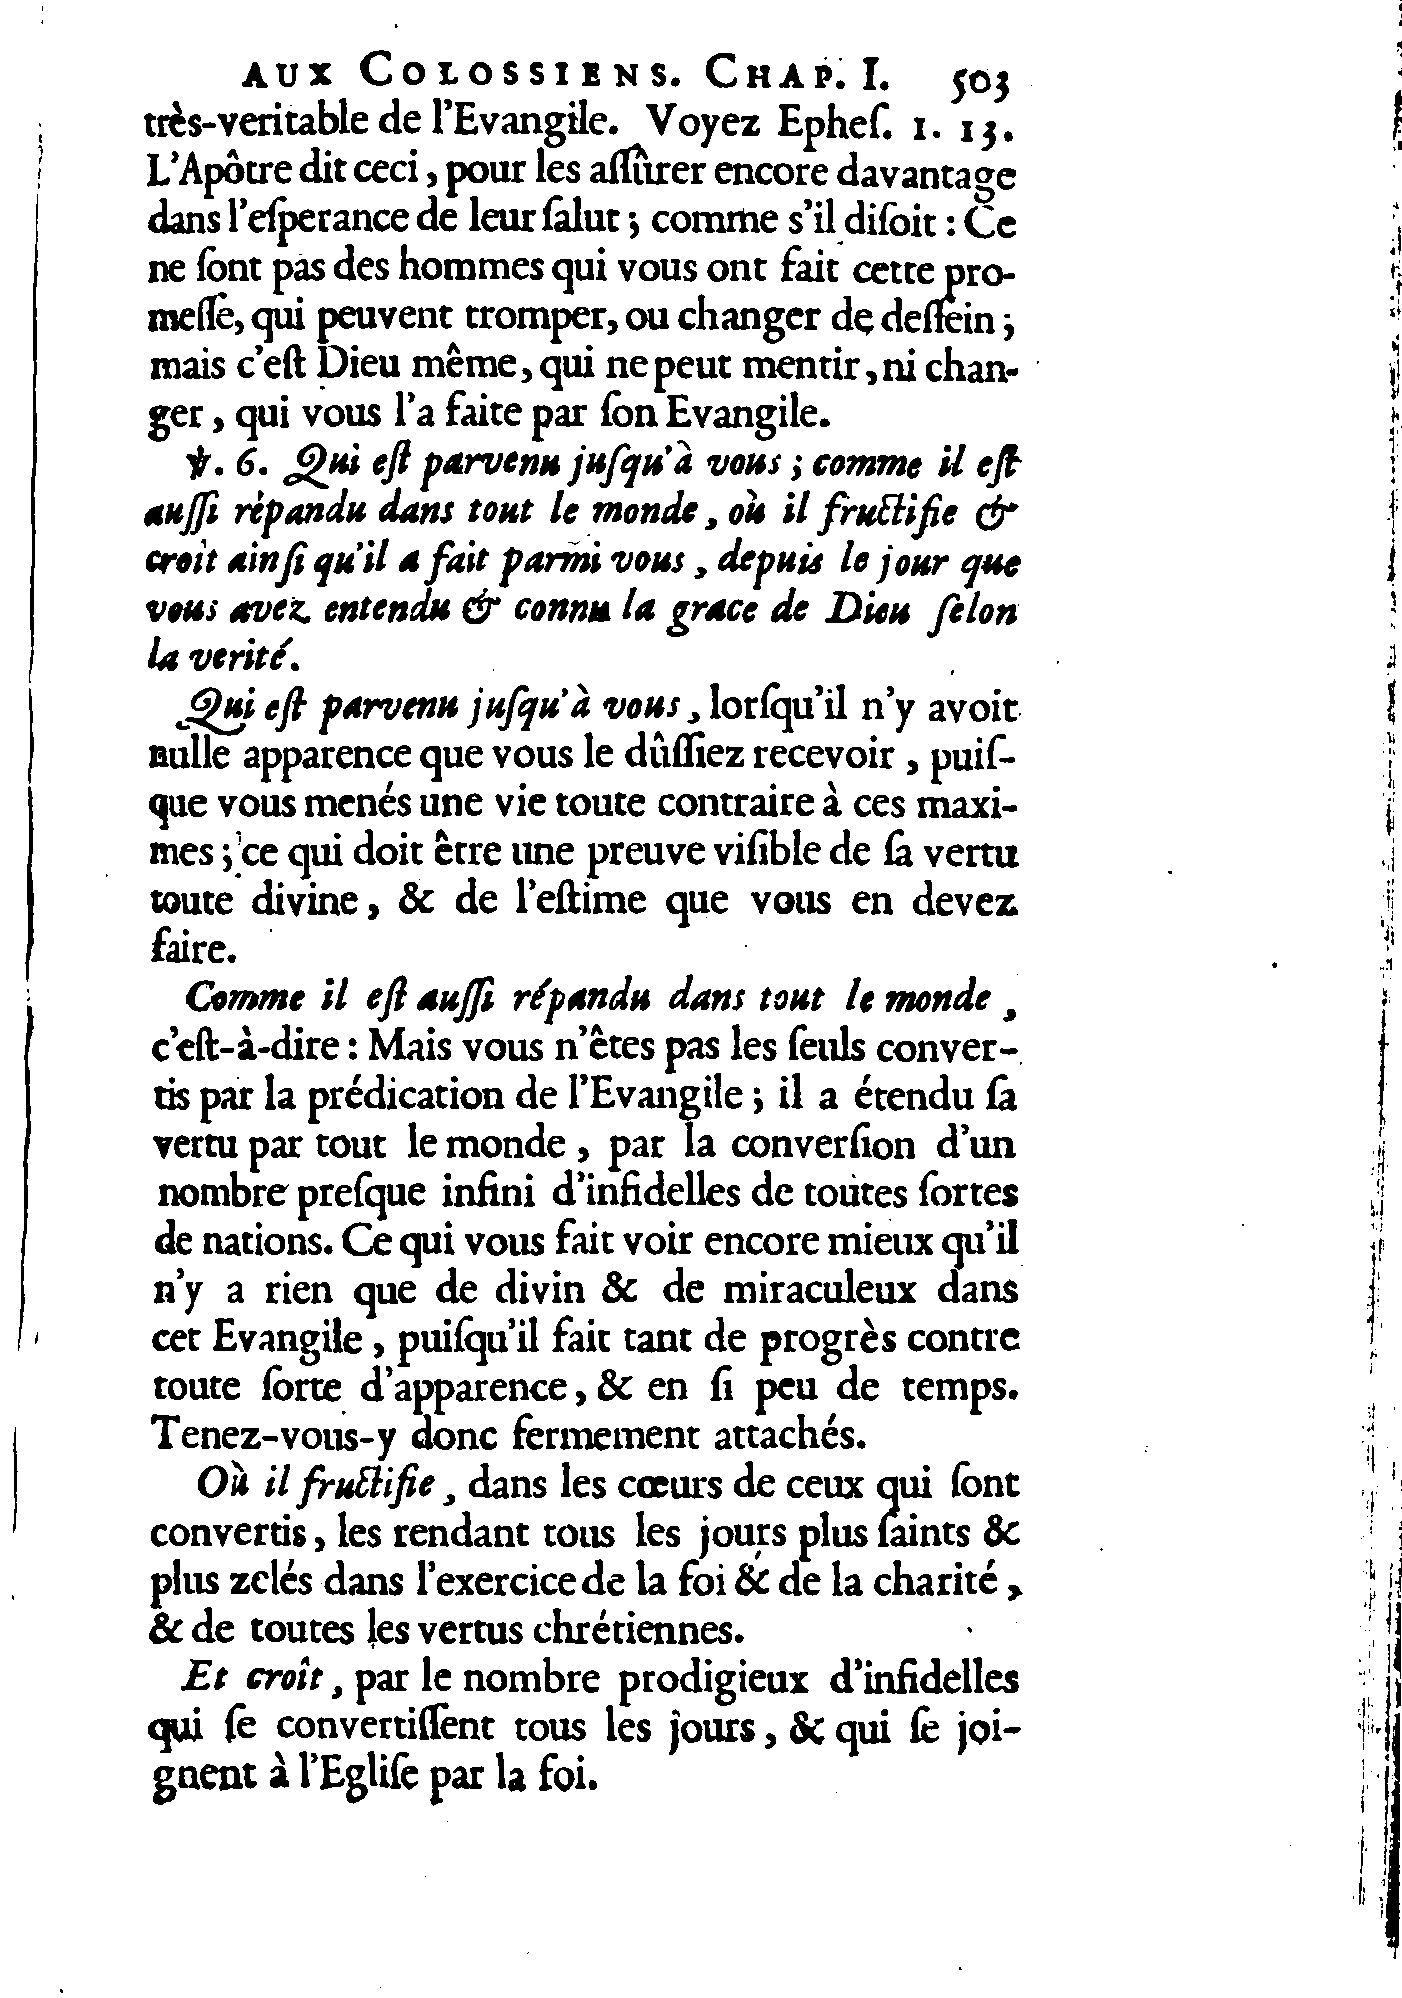 AUX COLOSSIENS. CHAP. I. 503
très-veritable de l'Evangile. Voyez Epheſ. 1. 13.
L'Apôtre dit ceci, pour les aſſûrer encore davantage
dans l'eſperance de leur ſalut; comme s'il diſoit: Ce
ne ſont pas des hommes qui vous ont fait cette pro-
meſſe, qui peuvent tromper, ou changer de deſſein;
mais c'eſt Dieu même, qui ne peut mentir, ni chan-
ger, qui vous l'a faite par ſon Evangile.
℣. 6. Qui eſt parvenu juſqu'à vous; comme il eſt
auſſi répandu dans tout le monde, où il fructifie &
croît ainſi qu'il a fait parmi vous, depuis le jour que
vous avez entendu & connu la grace de Dieu ſelon
la verité.
Qui eſt parvenu juſqu'à vous, lorſqu'il n'y avoit
nulle apparence que vous le dûſſiez recevoir, puiſ-
que vous menés une vie toute contraire à ces maxi-
mes; ce qui doit être une preuve viſible de ſa vertu
toute divine, & de l'eſtime que vous en devez
faire.
Comme il eſt auſſi répandu dans tout le monde,
c'eſt-à-dire: Mais vous n'êtes pas les ſeuls conver-
tis par la prédication de l'Evangile; il a étendu ſa
vertu par tout le monde, par la converſion d'un
nombre preſque infini d'infidelles de toutes ſortes
de nations. Ce qui vous fait voir encore mieux qu'il
n'y a rien que de divin & de miraculeux dans
cet Evangile, puiſqu'il fait tant de progrès contre
toute ſorte d'apparence, & en ſi peu de temps.
Tenez-vous-y donc fermement attachés.
Où il fructifie, dans les cœurs de ceux qui ſont
convertis, les rendant tous les jours plus ſaints &
plus zelés dans l'exercice de la foi & de la charité,
& de toutes les vertus chrétiennes.
Et croît, par le nombre prodigieux d'infidelles
qui ſe convertiſſent tous les jours, & qui ſe joi-
gnent à l'Egliſe par la foi.